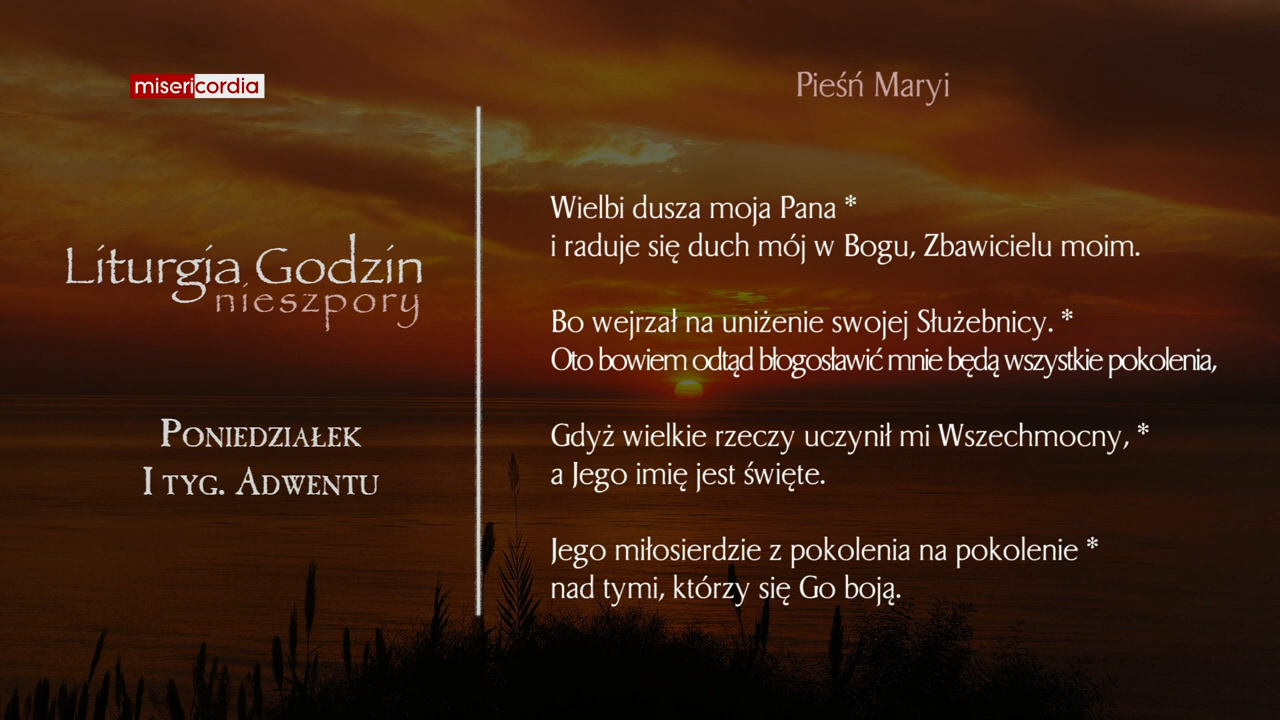 misericordia
Liturgia Godzin
nieszpory
Poniedziałek
I tyg. Adwentu
Pieśń Maryi
Wielbi dusza moja Pana *
i raduje się duch mój w Bogu, Zbawicielu moim.
Bo wejrzał na uniżenie swojej Służebnicy. *
Oto bowiem odtąd błogosławić mnie będą wszystkie pokolenia,
Gdyż wielkie rzeczy uczynił mi Wszechmocny, *
a Jego imię jest święte.
Jego miłosierdzie z pokolenia na pokolenie *
nad tymi, którzy się Go boją.